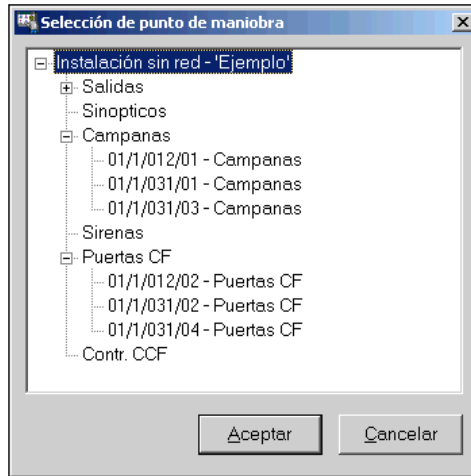 Selección de punto de maniobra
Instalación sin red - 'Ejemplo'
Salidas
Sinopticos
Campanas
01/1/012/01 - Campanas
01/1/031/01 - Campanas
01/1/031/03 - Campanas
Sirenas
Puertas CF
01/1/012/02 - Puertas CF
01/1/031/02 - Puertas CF
01/1/031/04 - Puertas CF
Contr. CCF
Aceptar Cancelar